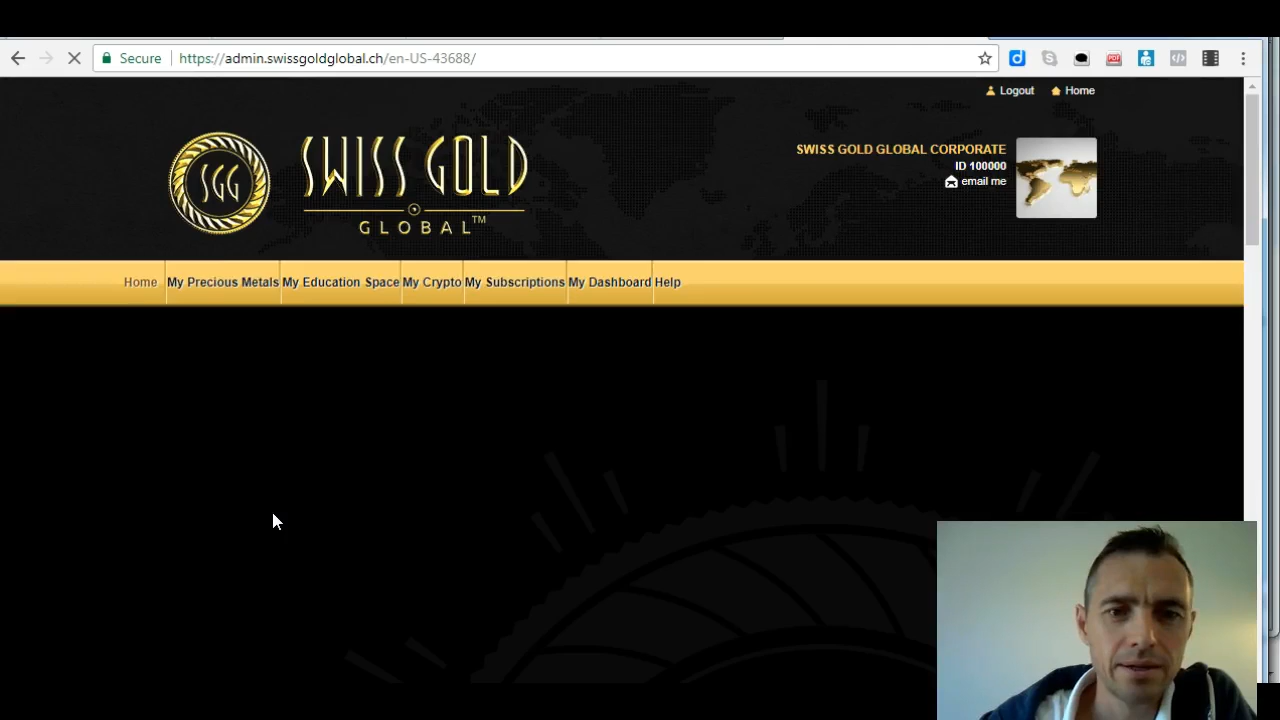 Secure https://admin.swissgoldglobal.ch/en-US-43688/
Logout Home
SGG
SWISS GOLD
GLOBAL™
SWISS GOLD GLOBAL CORPORATE
ID 100000
email me
Home My Precious Metals My Education Space My Crypto My Subscriptions My Dashboard Help